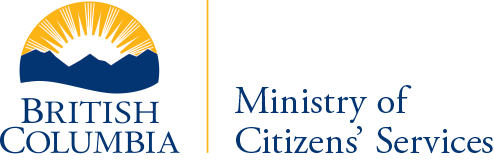 BRITISH
COLUMBIA
Ministry of
Citizens’ Services